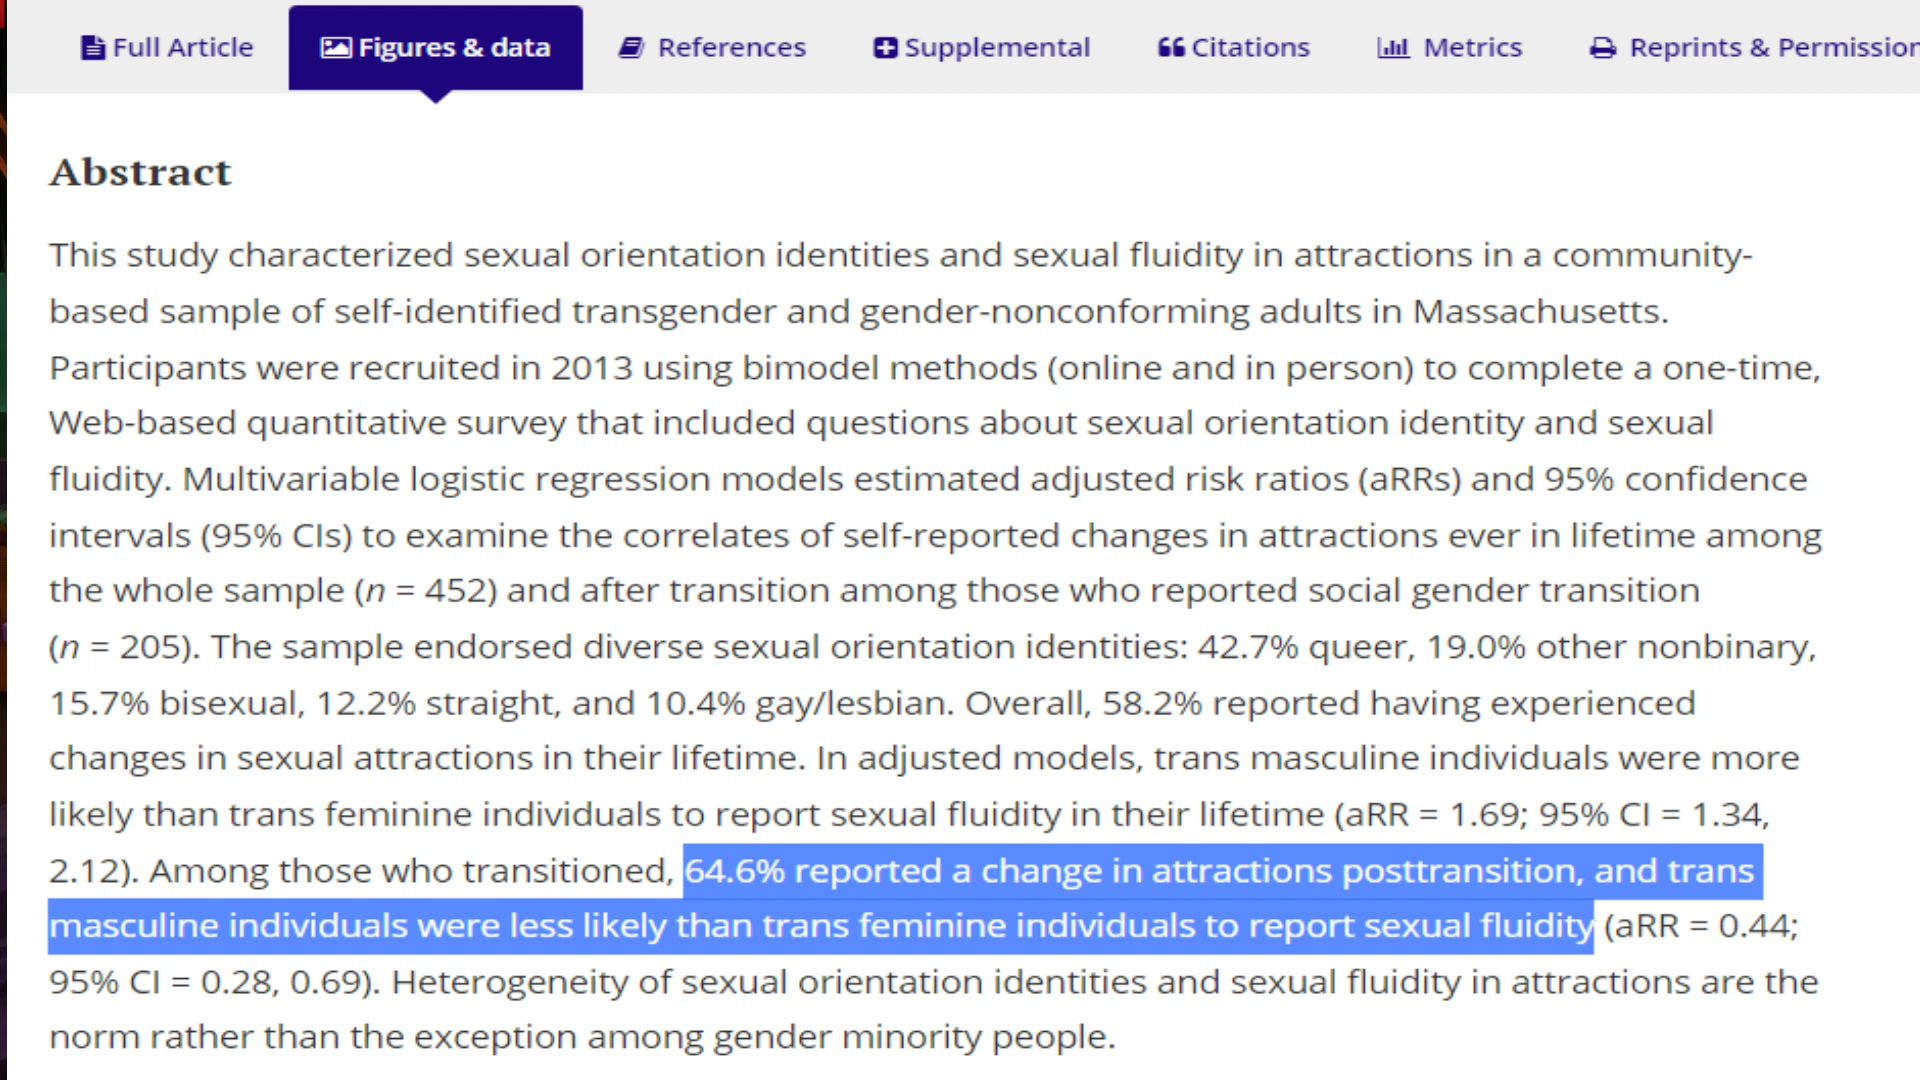 Full Article Figures & data References Supplemental Citations Metrics Reprints & Permission
Abstract
This study characterized sexual orientation identities and sexual fluidity in attractions in a community-
based sample of self-identified transgender and gender-nonconforming adults in Massachusetts.
Participants were recruited in 2013 using bimodel methods (online and in person) to complete a one-time,
Web-based quantitative survey that included questions about sexual orientation identity and sexual
fluidity. Multivariable logistic regression models estimated adjusted risk ratios (aRRs) and 95% confidence
intervals (95% CIs) to examine the correlates of self-reported changes in attractions ever in lifetime among
the whole sample (n = 452) and after transition among those who reported social gender transition
(n = 205). The sample endorsed diverse sexual orientation identities: 42.7% queer, 19.0% other nonbinary,
15.7% bisexual, 12.2% straight, and 10.4% gay/lesbian. Overall, 58.2% reported having experienced
changes in sexual attractions in their lifetime. In adjusted models, trans masculine individuals were more
likely than trans feminine individuals to report sexual fluidity in their lifetime (aRR = 1.69; 95% CI = 1.34,
2.12). Among those who transitioned, 64.6% reported a change in attractions posttransition, and trans
masculine individuals were less likely than trans feminine individuals to report sexual fluidity (aRR = 0.44;
95% CI = 0.28, 0.69). Heterogeneity of sexual orientation identities and sexual fluidity in attractions are the
norm rather than the exception among gender minority people.